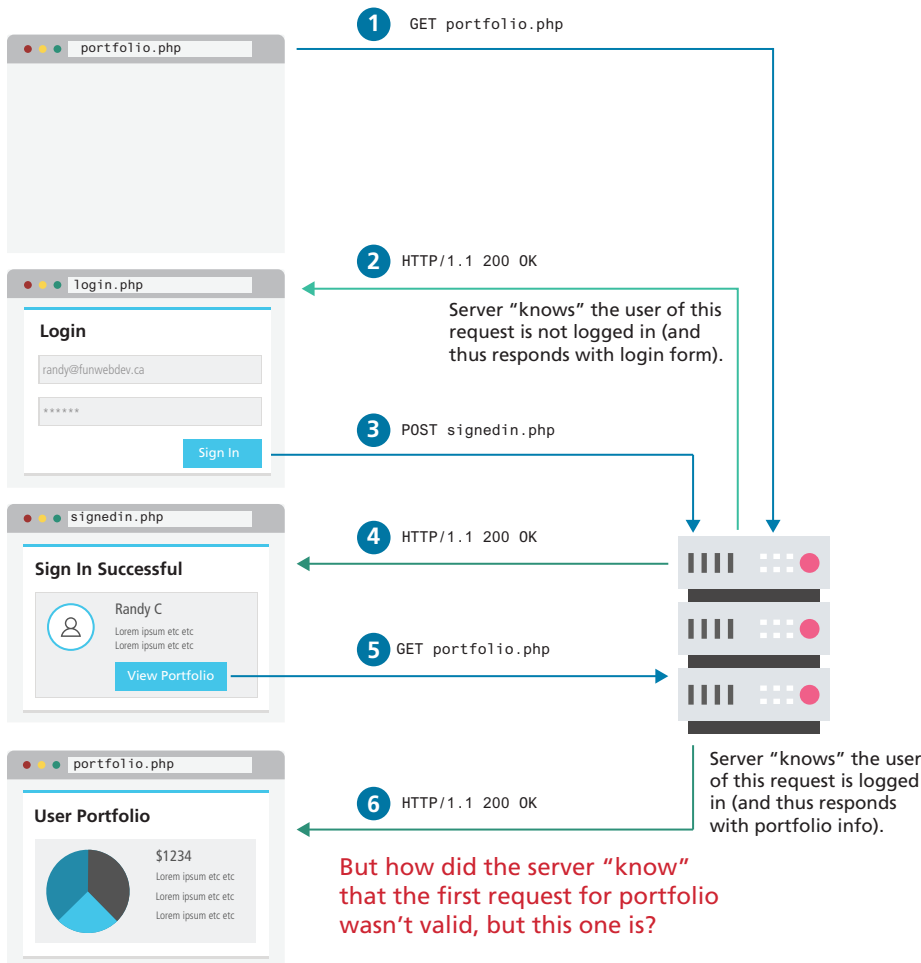 1 GET portfolio.php
portfolio.php
2 HTTP/1.1 200 OK
login.php
Server “knows” the user of this
request is not logged in (and
thus responds with login form).
Login
randy@funwebdev.ca
******
3 POST signedin.php
Sign In
signedin.php
4 HTTP/1.1 200 OK
Sign In Successful
Randy C
Lorem ipsum etc etc
Lorem ipsum etc etc
5 GET portfolio.php
View Portfolio
portfolio.php
Server “knows” the user
of this request is logged
in (and thus responds
with portfolio info).
6 HTTP/1.1 200 OK
User Portfolio
$1234
Lorem ipsum etc etc
Lorem ipsum etc etc
Lorem ipsum etc etc
But how did the server “know”
that the first request for portfolio
wasn’t valid, but this one is?